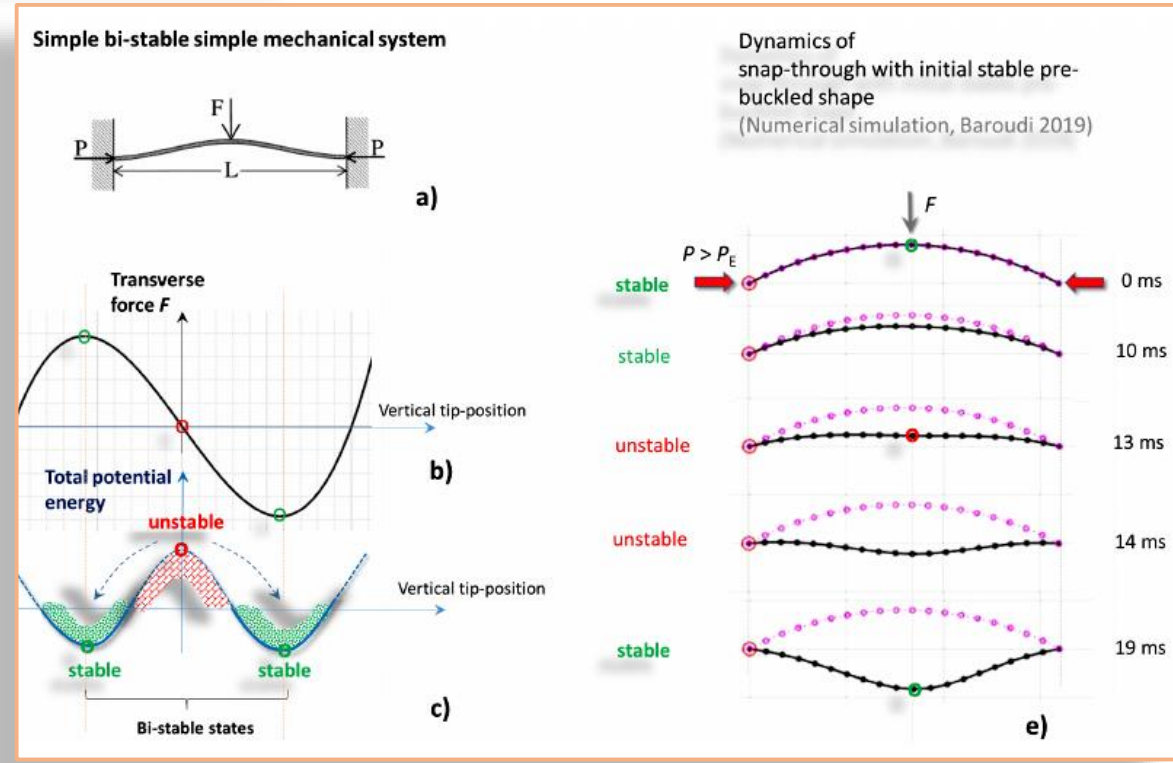 Simple bi-stable simple mechanical system
F
P
P
L
a)
Transverse
force F
Vertical tip-position
b)
Total potential
energy
unstable
Vertical tip-position
stable
stable
c)
Bi-stable states
Dynamics of
snap-through with initial stable pre-
buckled shape
(Numerical simulation, Baroudi 2019)
F
P > PE
stable
0 ms
stable
10 ms
unstable
13 ms
unstable
14 ms
stable
19 ms
e)